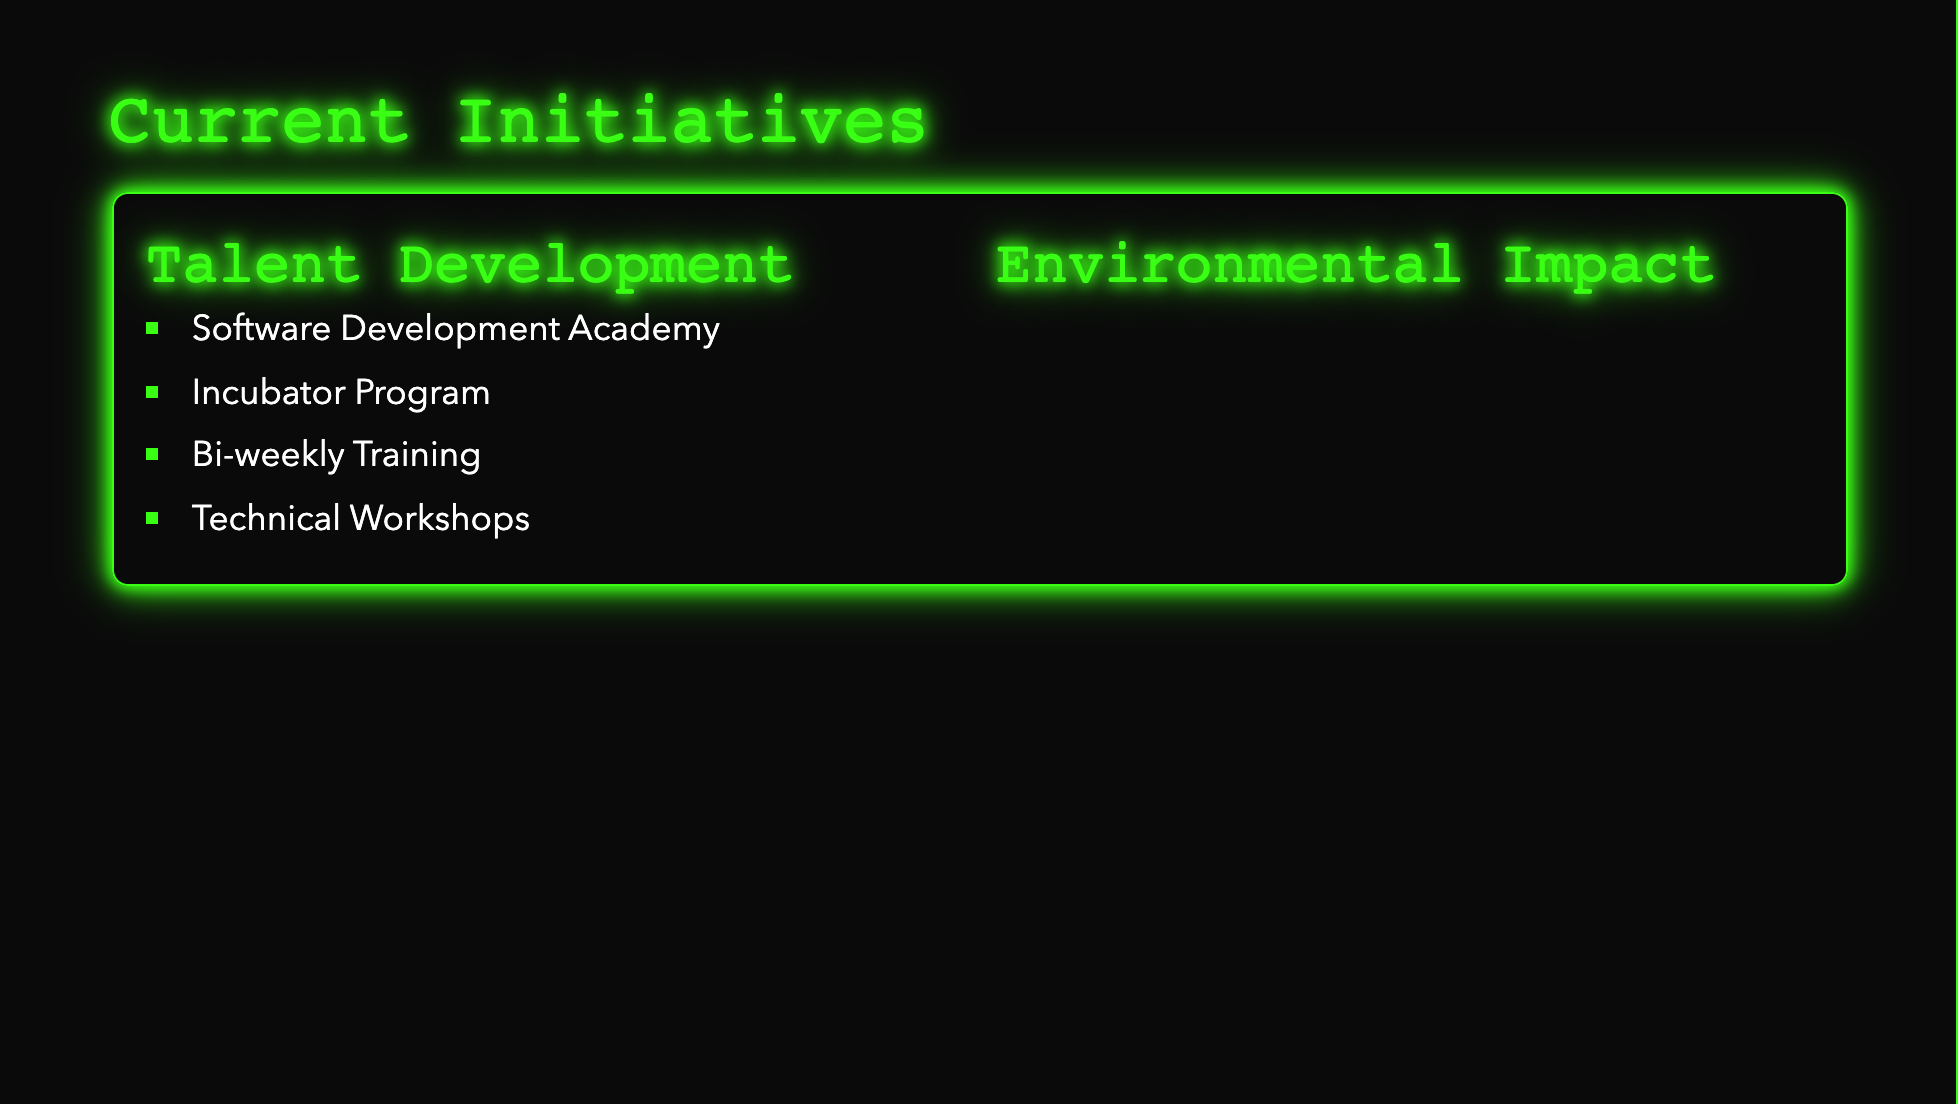 Current Initiatives
Talent Development
Software Development Academy
Incubator Program
Bi-weekly Training
Technical Workshops
Environmental Impact